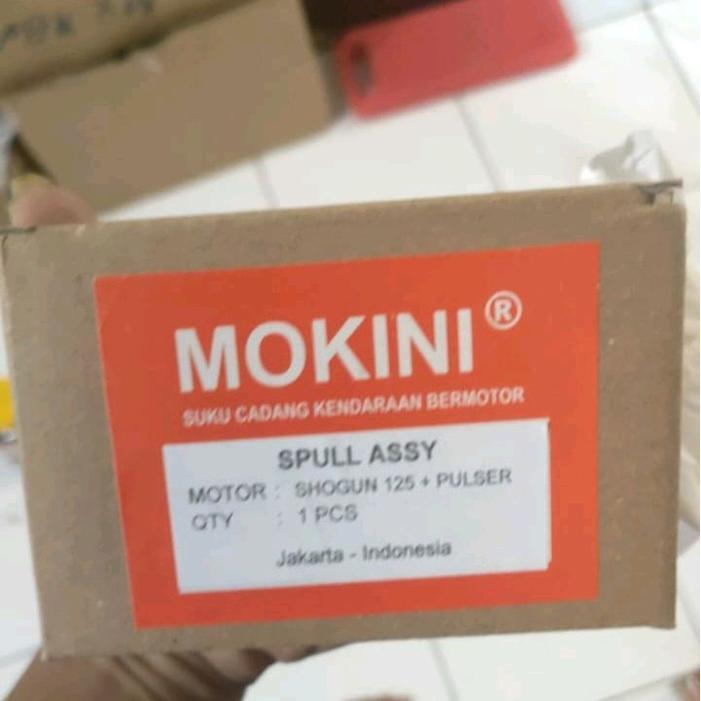 MOKINI®
SUKU CADANG KENDARAAN BERMOTOR
SPULL ASSY
MOTOR : SHOGUN 125 + PULSER
QTY : 1 PCS
Jakarta - Indonesia